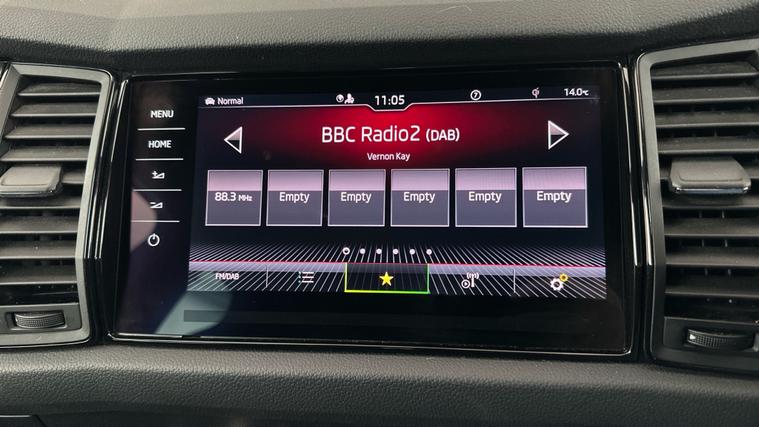 Normal 11:05 14.0°C
MENU
HOME
BBC Radio2 (DAB)
Vernon Kay
88.3 MHz Empty Empty Empty Empty Empty
FM/DAB